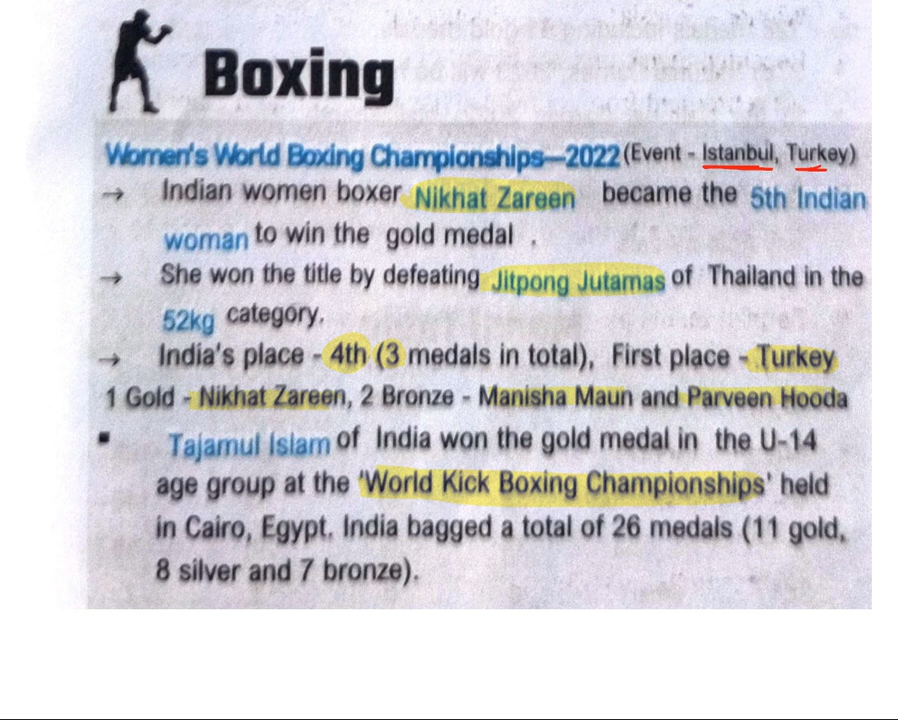 Boxing
Women's World Boxing Championships—2022 (Event - Istanbul, Turkey)
→ Indian women boxer Nikhat Zareen became the 5th Indian
woman to win the gold medal .
→ She won the title by defeating Jitpong Jutamas of Thailand in the
52kg category.
→ India's place - 4th (3 medals in total), First place - Turkey
1 Gold - Nikhat Zareen, 2 Bronze - Manisha Maun and Parveen Hooda
▪ Tajamul Islam of India won the gold medal in the U-14
age group at the 'World Kick Boxing Championships' held
in Cairo, Egypt. India bagged a total of 26 medals (11 gold,
8 silver and 7 bronze).